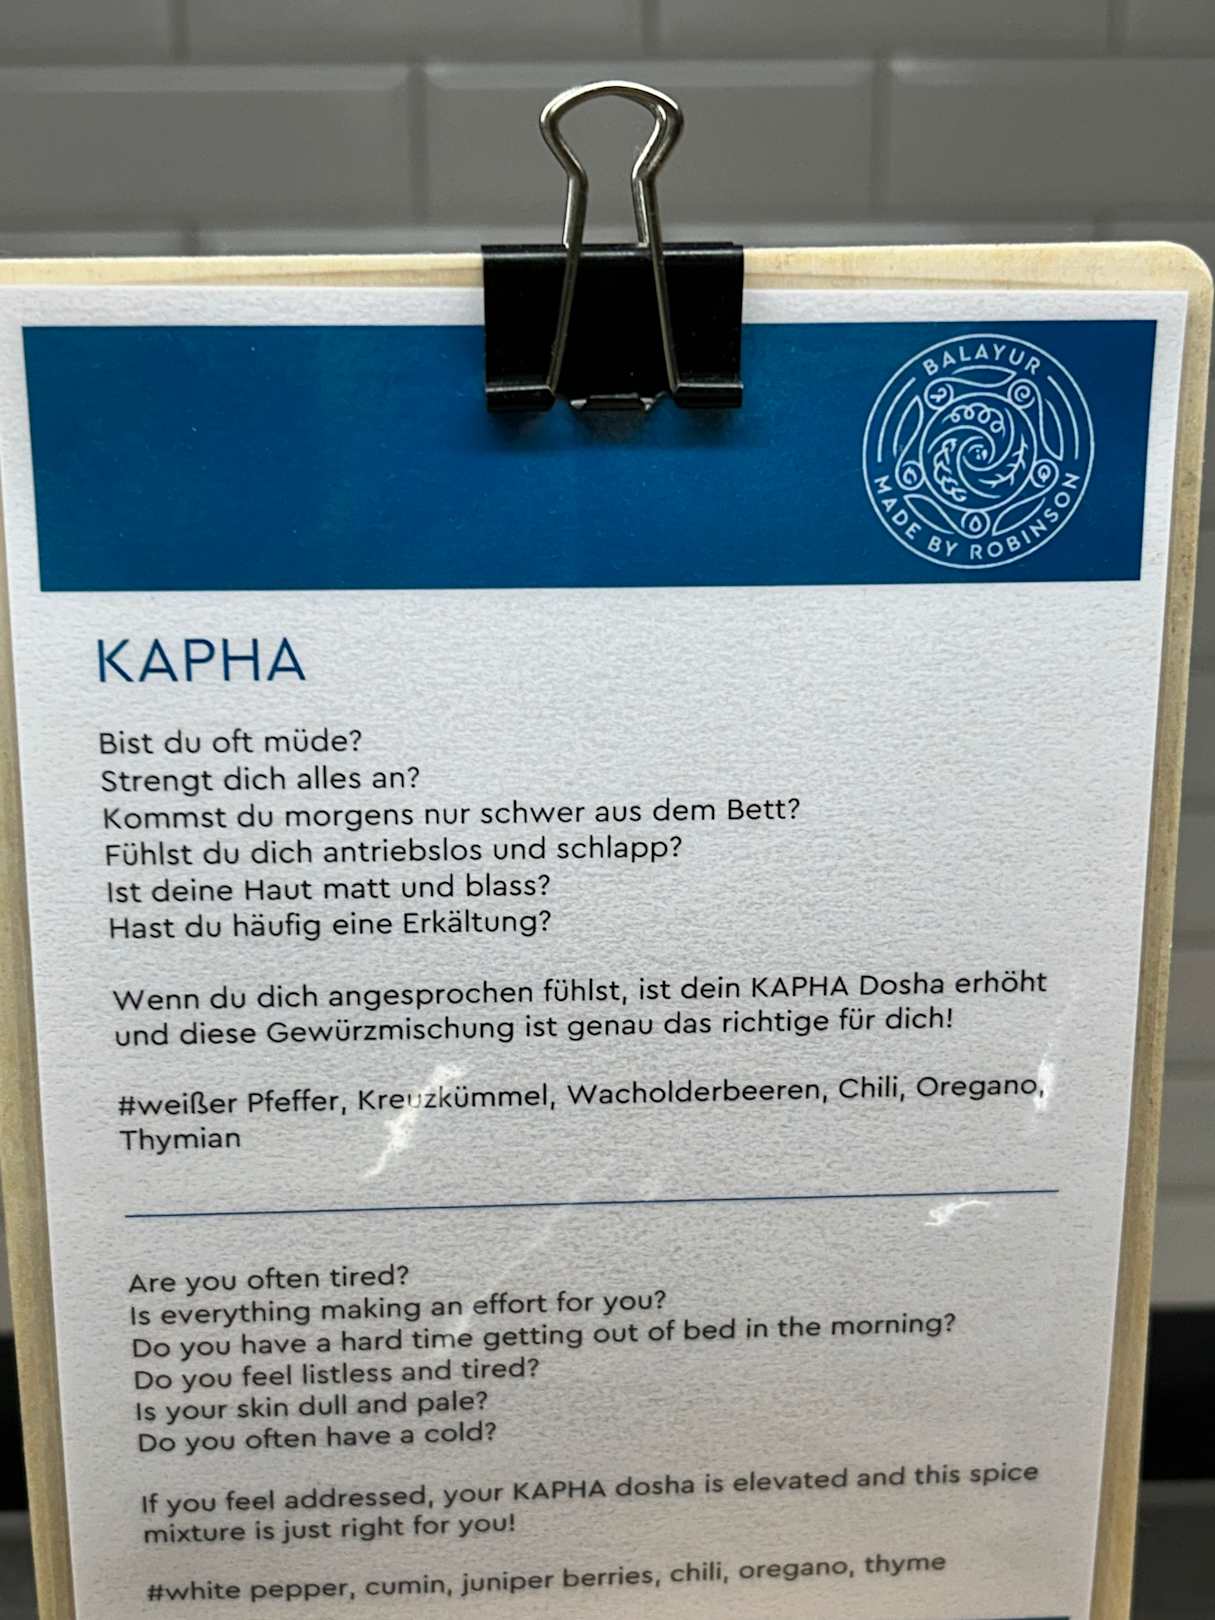 BALAYUR
MADE BY ROBINSON
KAPHA
Bist du oft müde?
Strengt dich alles an?
Kommst du morgens nur schwer aus dem Bett?
Fühlst du dich antriebslos und schlapp?
Ist deine Haut matt und blass?
Hast du häufig eine Erkältung?
Wenn du dich angesprochen fühlst, ist dein KAPHA Dosha erhöht
und diese Gewürzmischung ist genau das richtige für dich!
#weißer Pfeffer, Kreuzkümmel, Wacholderbeeren, Chili, Oregano,
Thymian
Are you often tired?
Is everything making an effort for you?
Do you have a hard time getting out of bed in the morning?
Do you feel listless and tired?
Is your skin dull and pale?
Do you often have a cold?
If you feel addressed, your KAPHA dosha is elevated and this spice
mixture is just right for you!
#white pepper, cumin, juniper berries, chili, oregano, thyme